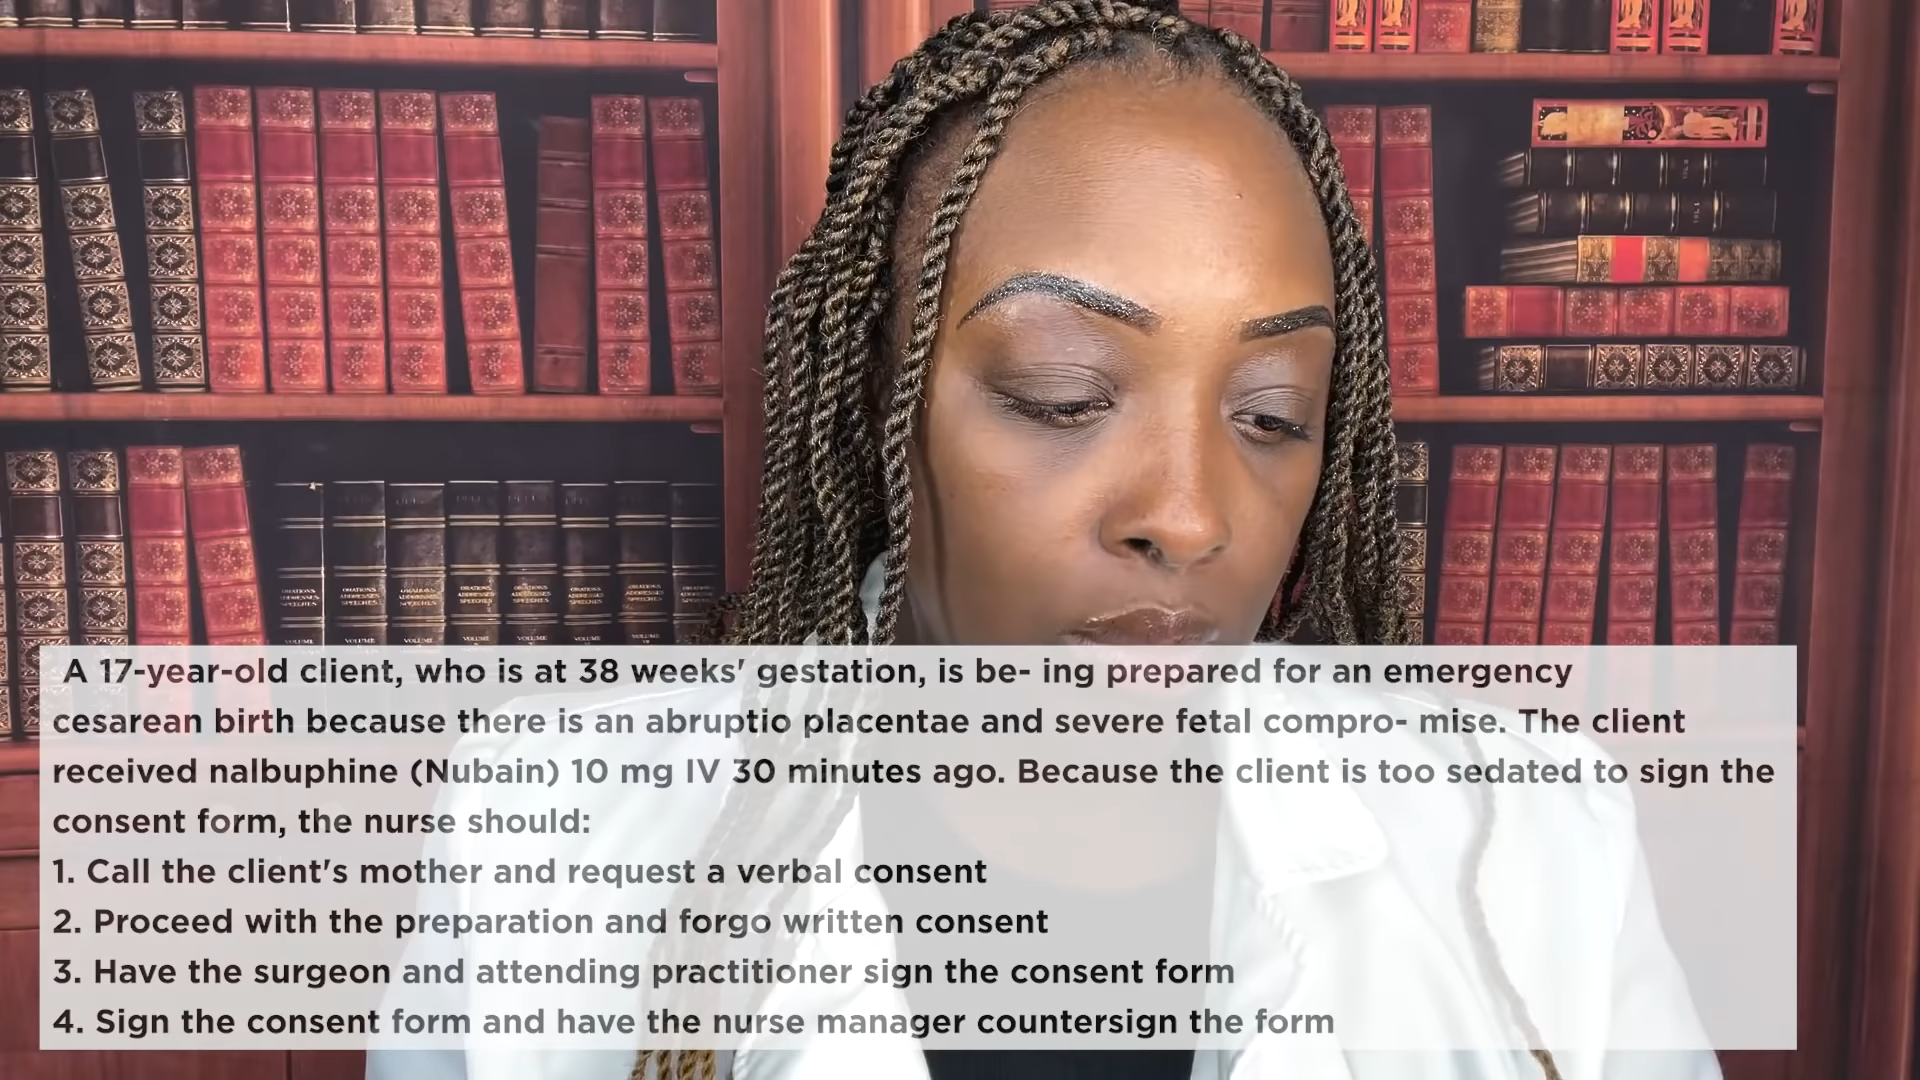 ORATIONS ADDRESSES SPEECHES
VOLUME
A 17-year-old client, who is at 38 weeks' gestation, is be- ing prepared for an emergency
cesarean birth because there is an abruptio placentae and severe fetal compro- mise. The client
received nalbuphine (Nubain) 10 mg IV 30 minutes ago. Because the client is too sedated to sign the
consent form, the nurse should:
1. Call the client's mother and request a verbal consent
2. Proceed with the preparation and forgo written consent
3. Have the surgeon and attending practitioner sign the consent form
4. Sign the consent form and have the nurse manager countersign the form